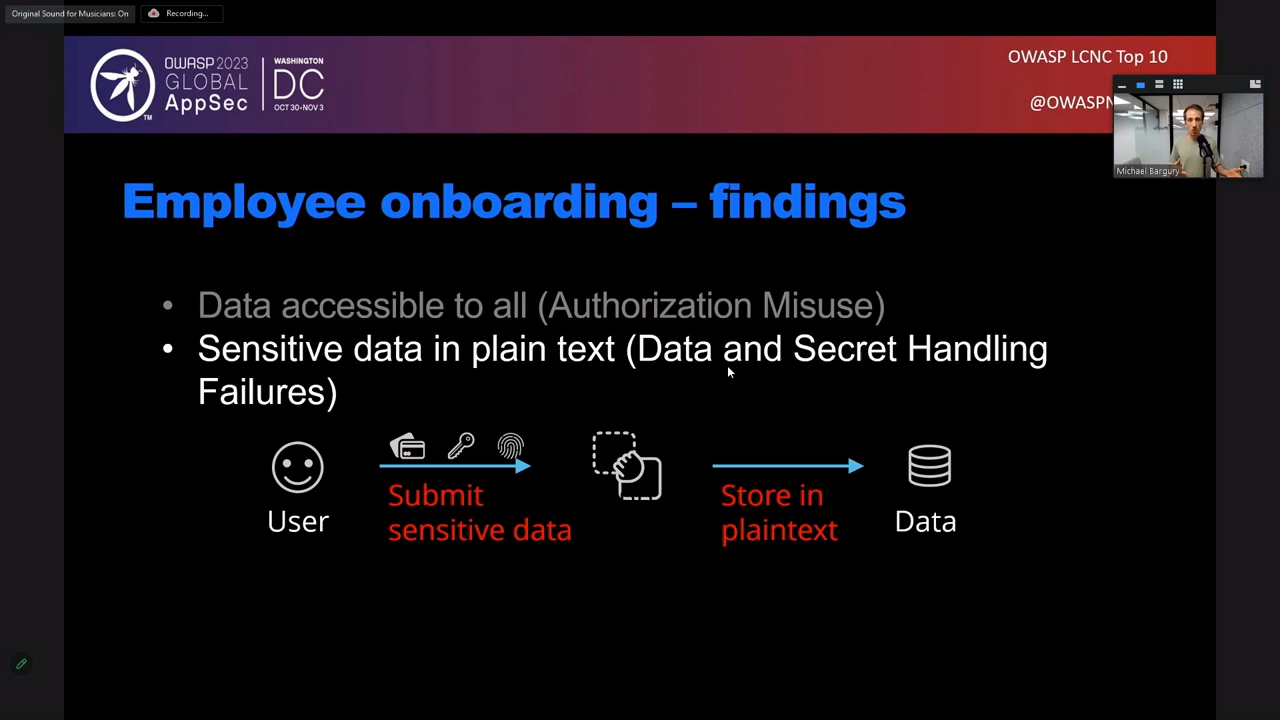 Original Sound for Musicians: On
Recording...
OWASP 2023
GLOBAL
AppSec
TM
WASHINGTON
DC
OCT 30-NOV 3
OWASP LCNC Top 10
@OWASPN
Michael Bargury
Employee onboarding – findings
• Data accessible to all (Authorization Misuse)
• Sensitive data in plain text (Data and Secret Handling
Failures)
User
Submit
sensitive data
Store in
plaintext
Data